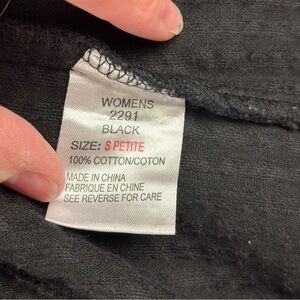 WOMENS
2291
BLACK
SIZE: S PETITE
100% COTTON/COTON
MADE IN CHINA
FABRIQUE EN CHINE
SEE REVERSE FOR CARE